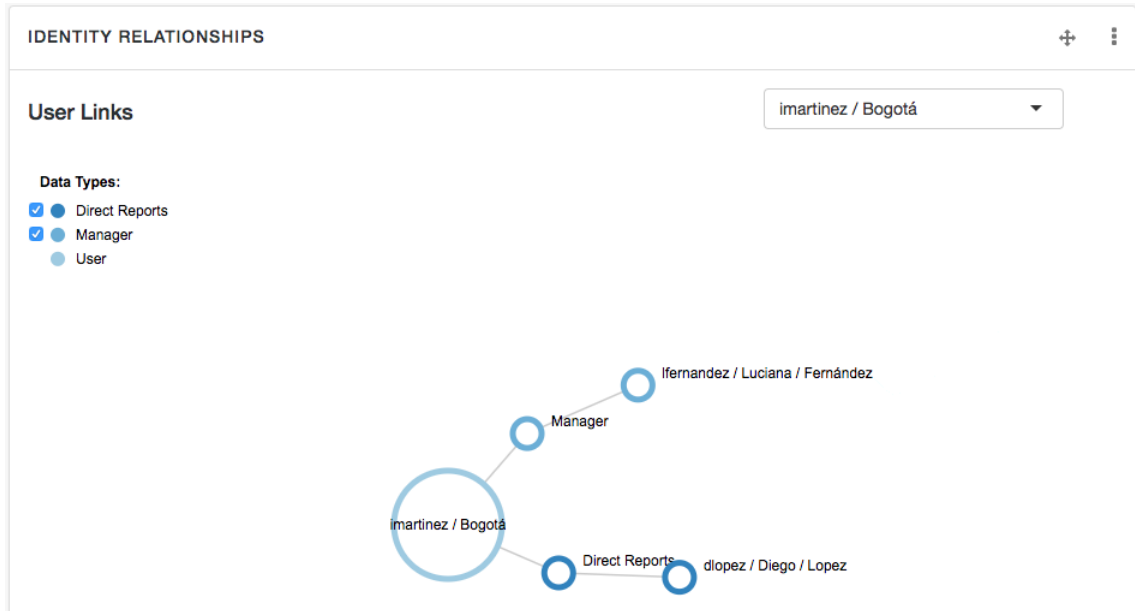 IDENTITY RELATIONSHIPS
User Links
imartinez / Bogotá
Data Types:
Direct Reports
Manager
User
lfernandez / Luciana / Fernández
Manager
imartinez / Bogotá
Direct Reports
dlopez / Diego / Lopez